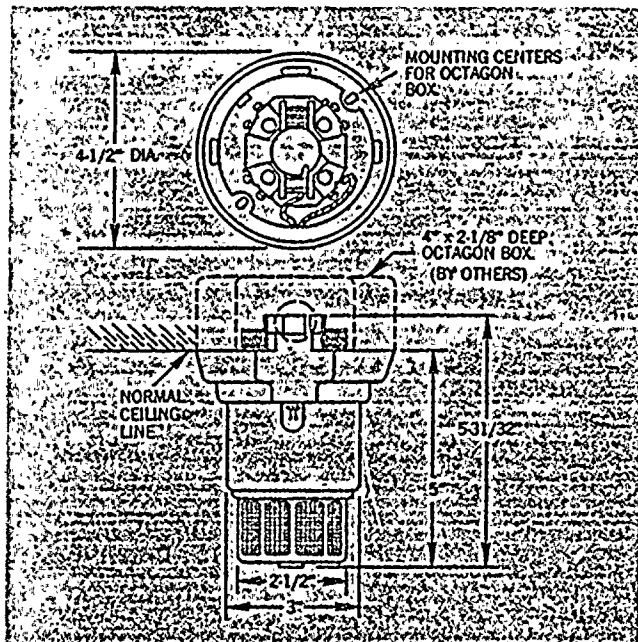 MOUNTING CENTERS
FOR OCTAGON
BOX
4-1/2" DIA.
4" x 2-1/8" DEEP
OCTAGON BOX.
(BY OTHERS)
NORMAL
CEILING
LINE
5-31/32"
2-1/2"
3"